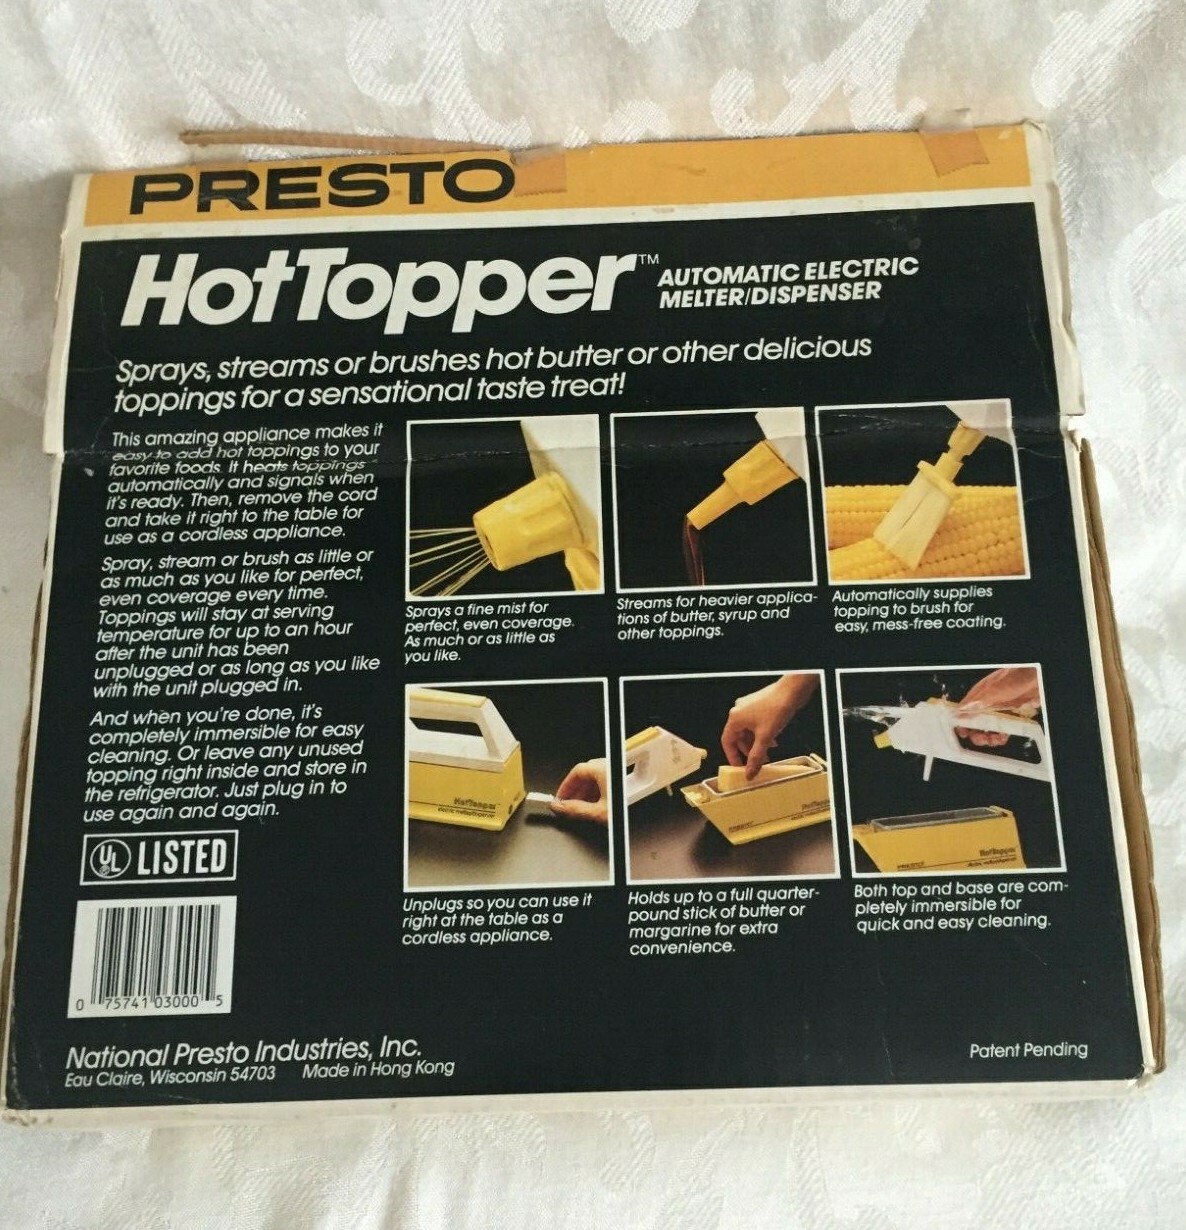 PRESTO
HotTopper™
AUTOMATIC ELECTRIC
MELTER/DISPENSER
Sprays, streams or brushes hot butter or other delicious
toppings for a sensational taste treat!
This amazing appliance makes it
easy to add hot toppings to your
favorite foods. It heats toppings
automatically and signals when
it's ready. Then, remove the cord
and take it right to the table for
use as a cordless appliance.
Spray, stream or brush as little or
as much as you like for perfect,
even coverage every time.
Toppings will stay at serving
temperature for up to an hour
after the unit has been
unplugged or as long as you like
with the unit plugged in.
And when you're done, it's
completely immersible for easy
cleaning. Or leave any unused
topping right inside and store in
the refrigerator. Just plug in to
use again and again.
UL LISTED
0 75741 03000 5
Sprays a fine mist for
perfect, even coverage.
As much or as little as
you like.
Streams for heavier applica-
tions of butter, syrup and
other toppings.
Automatically supplies
topping to brush for
easy, mess-free coating.
HotTopper
Unplugs so you can use it
right at the table as a
cordless appliance.
HotTopper
Holds up to a full quarter-
pound stick of butter or
margarine for extra
convenience.
HotTopper
Both top and base are com-
pletely immersible for
quick and easy cleaning.
National Presto Industries, Inc.
Eau Claire, Wisconsin 54703 Made in Hong Kong
Patent Pending